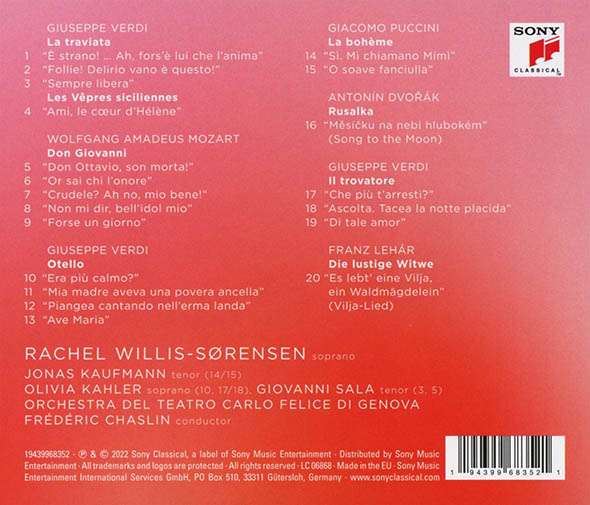 GIUSEPPE VERDI
La traviata
1 "È strano! ... Ah, fors'è lui che l'anima"
2 "Follie! Delirio vano è questo!"
3 "Sempre libera"
Les Vêpres siciliennes
4 "Ami, le cœur d'Hélène"
WOLFGANG AMADEUS MOZART
Don Giovanni
5 "Don Ottavio, son morta!"
6 "Or sai chi l'onore"
7 "Crudele? Ah no, mio bene!"
8 "Non mi dir, bell'idol mio"
9 "Forse un giorno"
GIUSEPPE VERDI
Otello
10 "Era più calmo?"
11 "Mia madre aveva una povera ancella"
12 "Piangea cantando nell'erma landa"
13 "Ave Maria"
GIACOMO PUCCINI
La bohème
14 "Sì. Mi chiamano Mimì"
15 "O soave fanciulla"
ANTONÍN DVOŘÁK
Rusalka
16 "Měsíčku na nebi hlubokém"
(Song to the Moon)
GIUSEPPE VERDI
Il trovatore
17 "Che più t'arresti?"
18 "Ascolta. Tacea la notte placida"
19 "Di tale amor"
FRANZ LEHÁR
Die lustige Witwe
20 "Es lebt' eine Vilja,
ein Waldmägdelein"
(Vilja-Lied)
SONY
CLASSICAL
RACHEL WILLIS-SØRENSEN soprano
JONAS KAUFMANN tenor (14/15)
OLIVIA KAHLER soprano (10, 17/18), GIOVANNI SALA tenor (3, 5)
ORCHESTRA DEL TEATRO CARLO FELICE DI GENOVA
FRÉDÉRIC CHASLIN conductor
19439968352 · ℗ & © 2022 Sony Classical, a label of Sony Music Entertainment · Distributed by Sony Music
Entertainment · All trademarks and logos are protected · All rights reserved · LC 06868 · Made in the EU · Sony Music
Entertainment International Services GmbH, PO Box 510, 33311 Gütersloh, Germany · www.sonyclassical.com
1 94399 68352 1